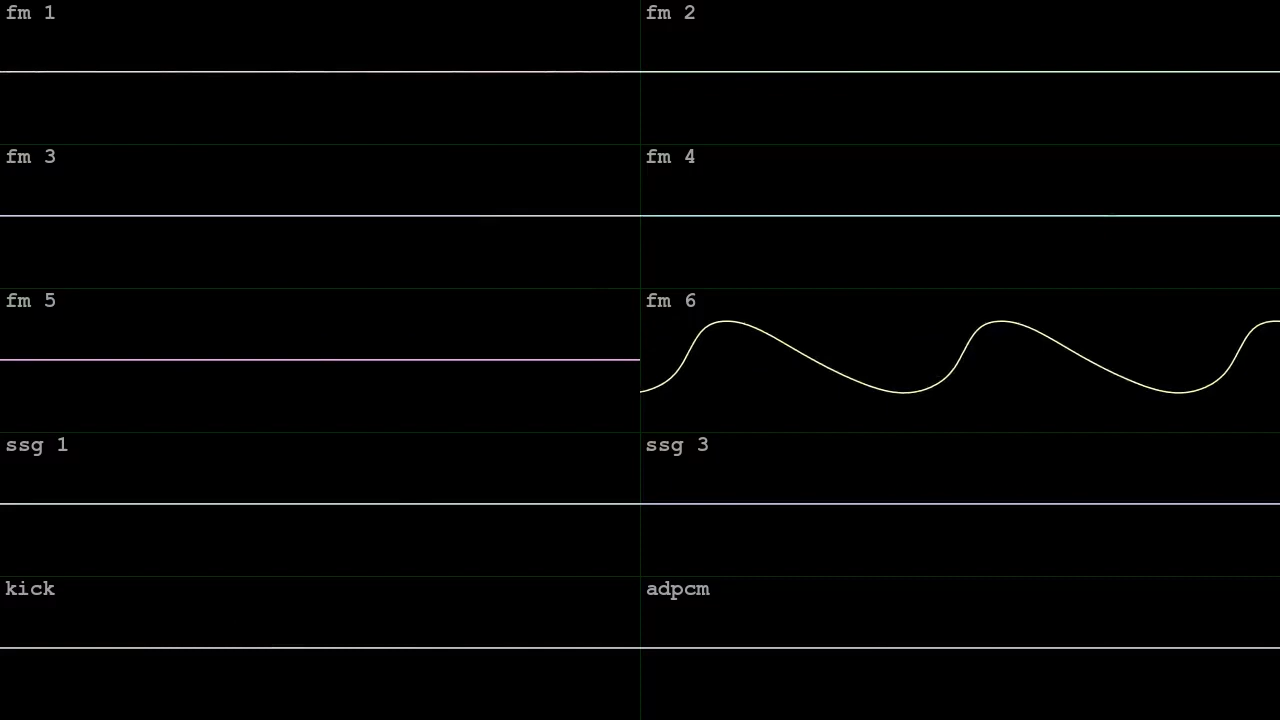 fm 1
fm 2
fm 3
fm 4
fm 5
fm 6
ssg 1
ssg 3
kick
adpcm